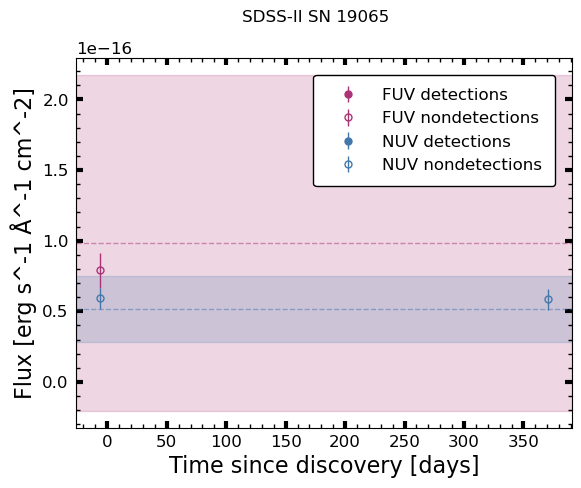 SDSS-II SN 19065
1e−16
FUV detections
FUV nondetections
NUV detections
NUV nondetections
2.0
1.5
1.0
0.5
0.0
Flux [erg s^-1 Å^-1 cm^-2]
0 50 100 150 200 250 300 350
Time since discovery [days]